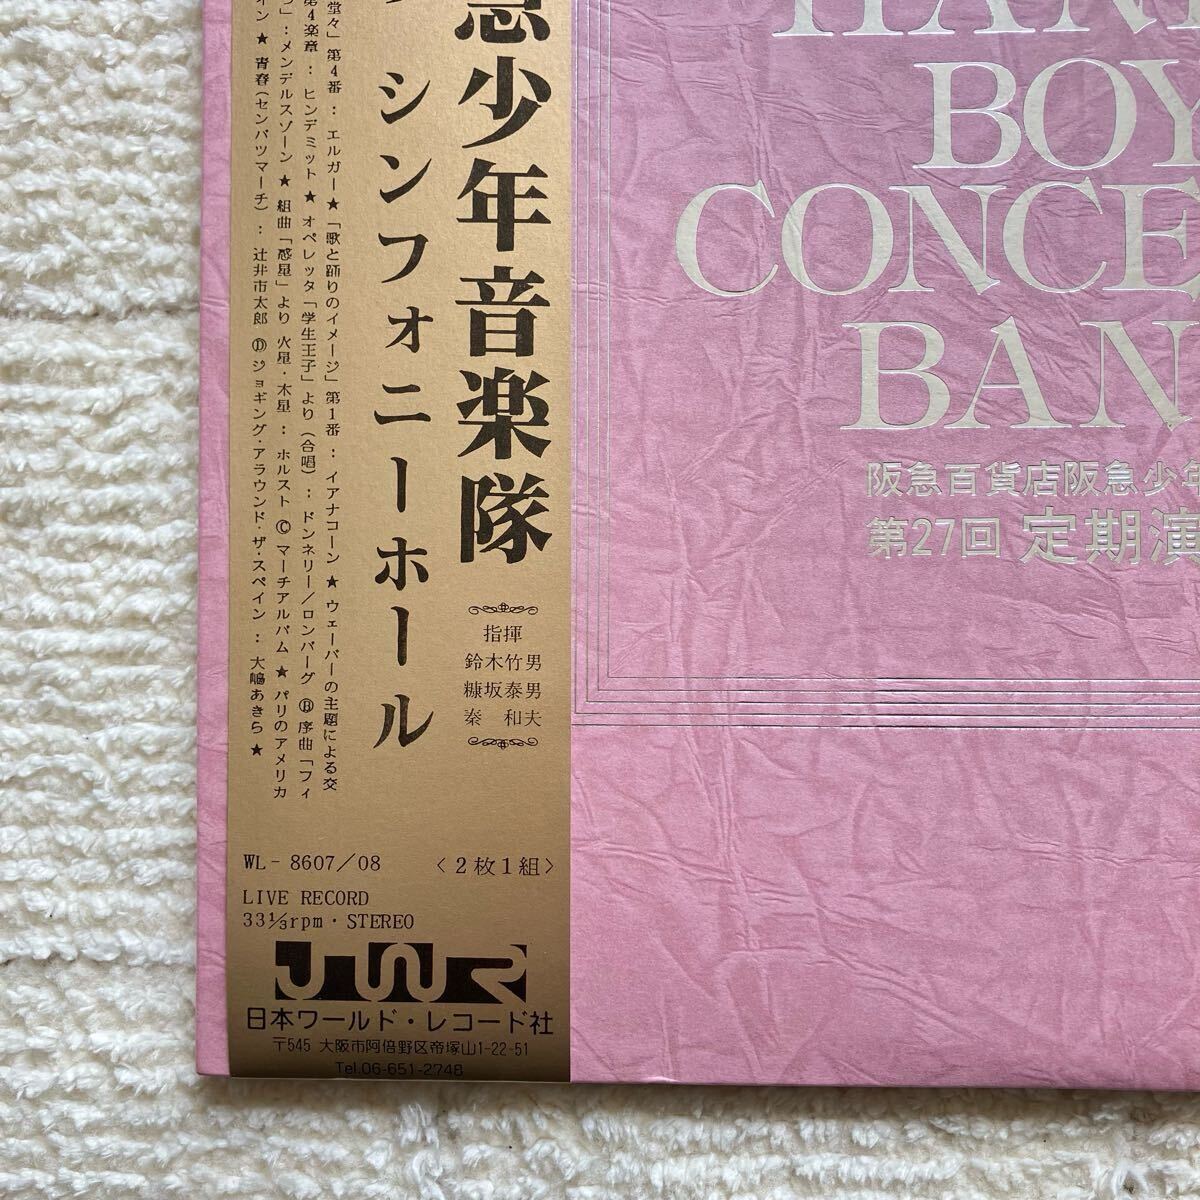 急少年音楽隊
シンフォニーホール
指揮
鈴木竹男
糠坂泰男
秦 和夫
堂々」第4番：エルガー★「歌と踊りのイメージ」第1番：イアナコーン★ウェーバーの主題による交
第4楽章：ヒンデミット★オペレッタ「学生王子」より（合唱）：ドンネリー／ロンバーグ Ⓑ序曲「フィ
：メンデルスゾーン★組曲「惑星」より 火星・木星：ホルスト Ⓒマーチアルバム★パリのアメリカ
イン★青春（センバツマーチ）：辻井市太郎 Ⓓジョギング・アラウンド・ザ・スペイン：大嶋あきら★
WL-8607/08 〈2枚1組〉
LIVE RECORD
33⅓rpm・STEREO
JWR
日本ワールド・レコード社
〒545 大阪市阿倍野区帝塚山1-22-51
Tel.06-651-2748
BOY
CONCE
BAN
阪急百貨店阪急少年
第27回 定期演